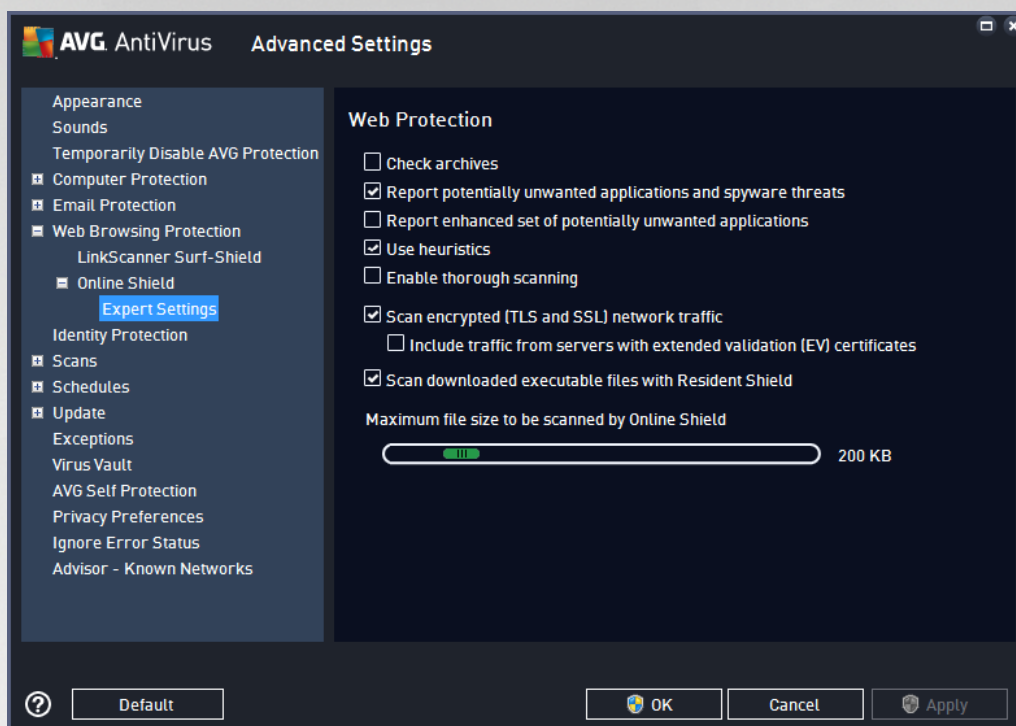 AVG. AntiVirus Advanced Settings
Appearance
Sounds
Temporarily Disable AVG Protection
Computer Protection
Email Protection
Web Browsing Protection
LinkScanner Surf-Shield
Online Shield
Expert Settings
Identity Protection
Scans
Schedules
Update
Exceptions
Virus Vault
AVG Self Protection
Privacy Preferences
Ignore Error Status
Advisor - Known Networks
Web Protection
Check archives
Report potentially unwanted applications and spyware threats
Report enhanced set of potentially unwanted applications
Use heuristics
Enable thorough scanning
Scan encrypted (TLS and SSL) network traffic
Include traffic from servers with extended validation (EV) certificates
Scan downloaded executable files with Resident Shield
Maximum file size to be scanned by Online Shield
200 KB
? Default OK Cancel Apply